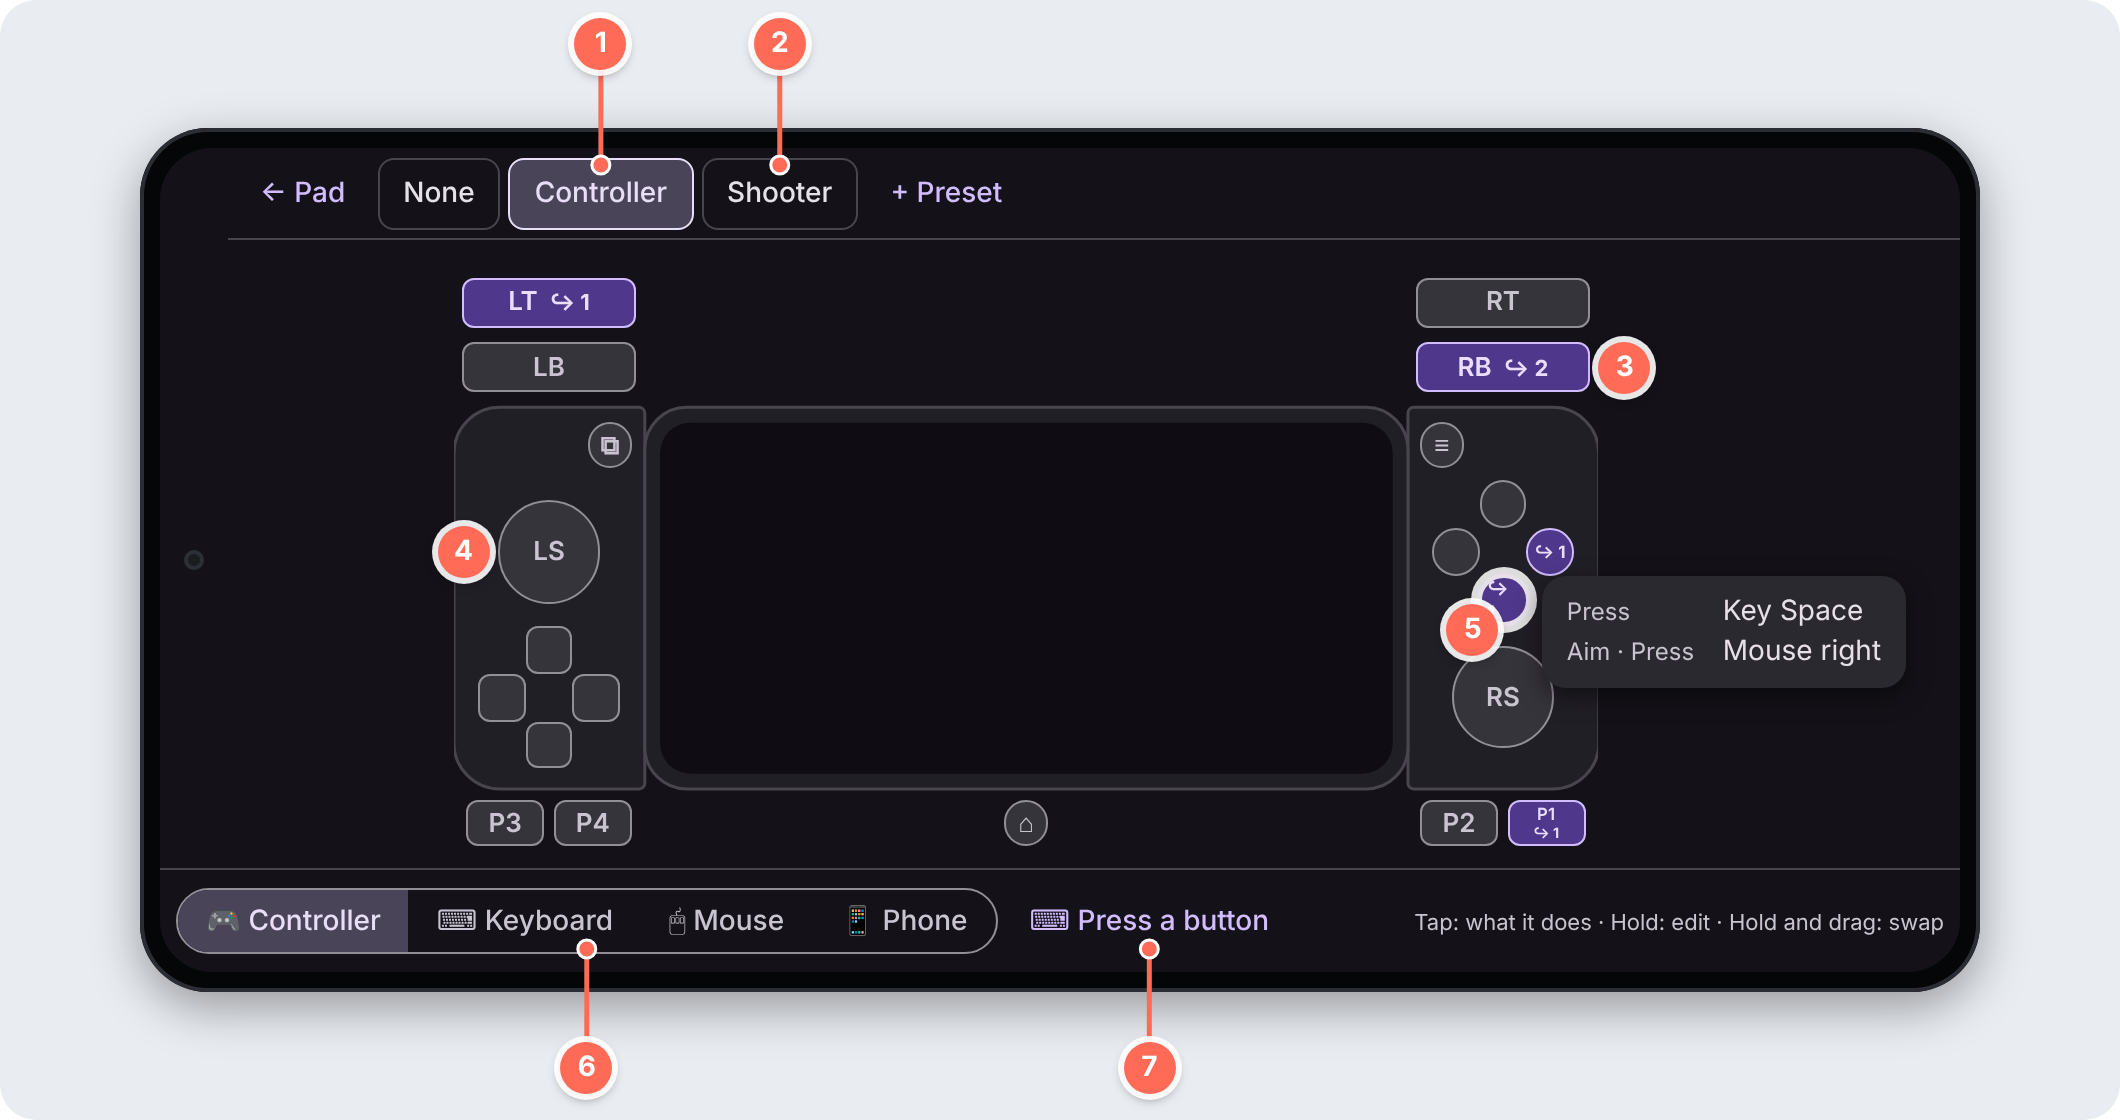 1
2
← Pad
None
Controller
Shooter
+ Preset
LT ↪ 1
RT
LB
RB ↪ 2
3
≡
4
LS
↪ 1
↪
5
Press Key Space
Aim · Press Mouse right
RS
P3
P4
⌂
P2
P1
↪ 1
🎮 Controller
⌨ Keyboard
🖱 Mouse
📱 Phone
⌨ Press a button
Tap: what it does · Hold: edit · Hold and drag: swap
6
7